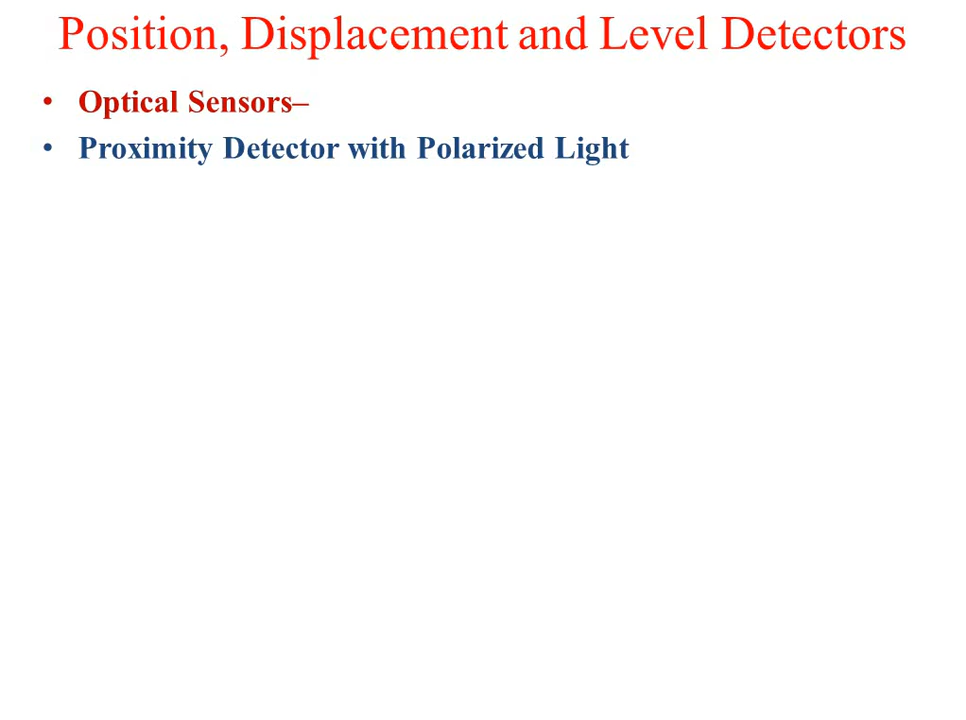 Position, Displacement and Level Detectors
• Optical Sensors–
• Proximity Detector with Polarized Light